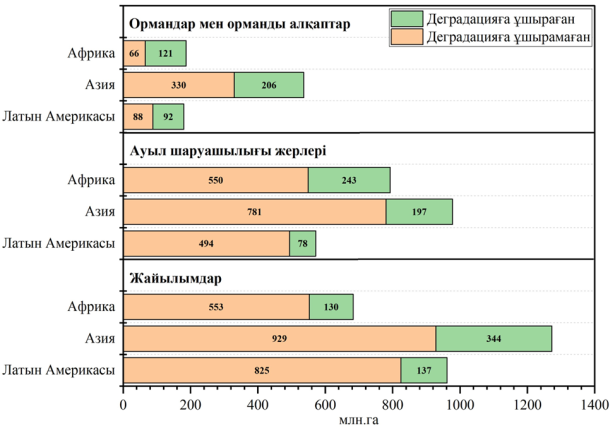 Ормандар мен орманды алқаптар
Деградацияға ұшыраған
Деградацияға ұшырамаған
Африка 66 121
Азия 330 206
Латын Америкасы 88 92
Ауыл шаруашылығы жерлері
Африка 550 243
Азия 781 197
Латын Америкасы 494 78
Жайылымдар
Африка 553 130
Азия 929 344
Латын Америкасы 825 137
0 200 400 600 800 1000 1200 1400
млн.га